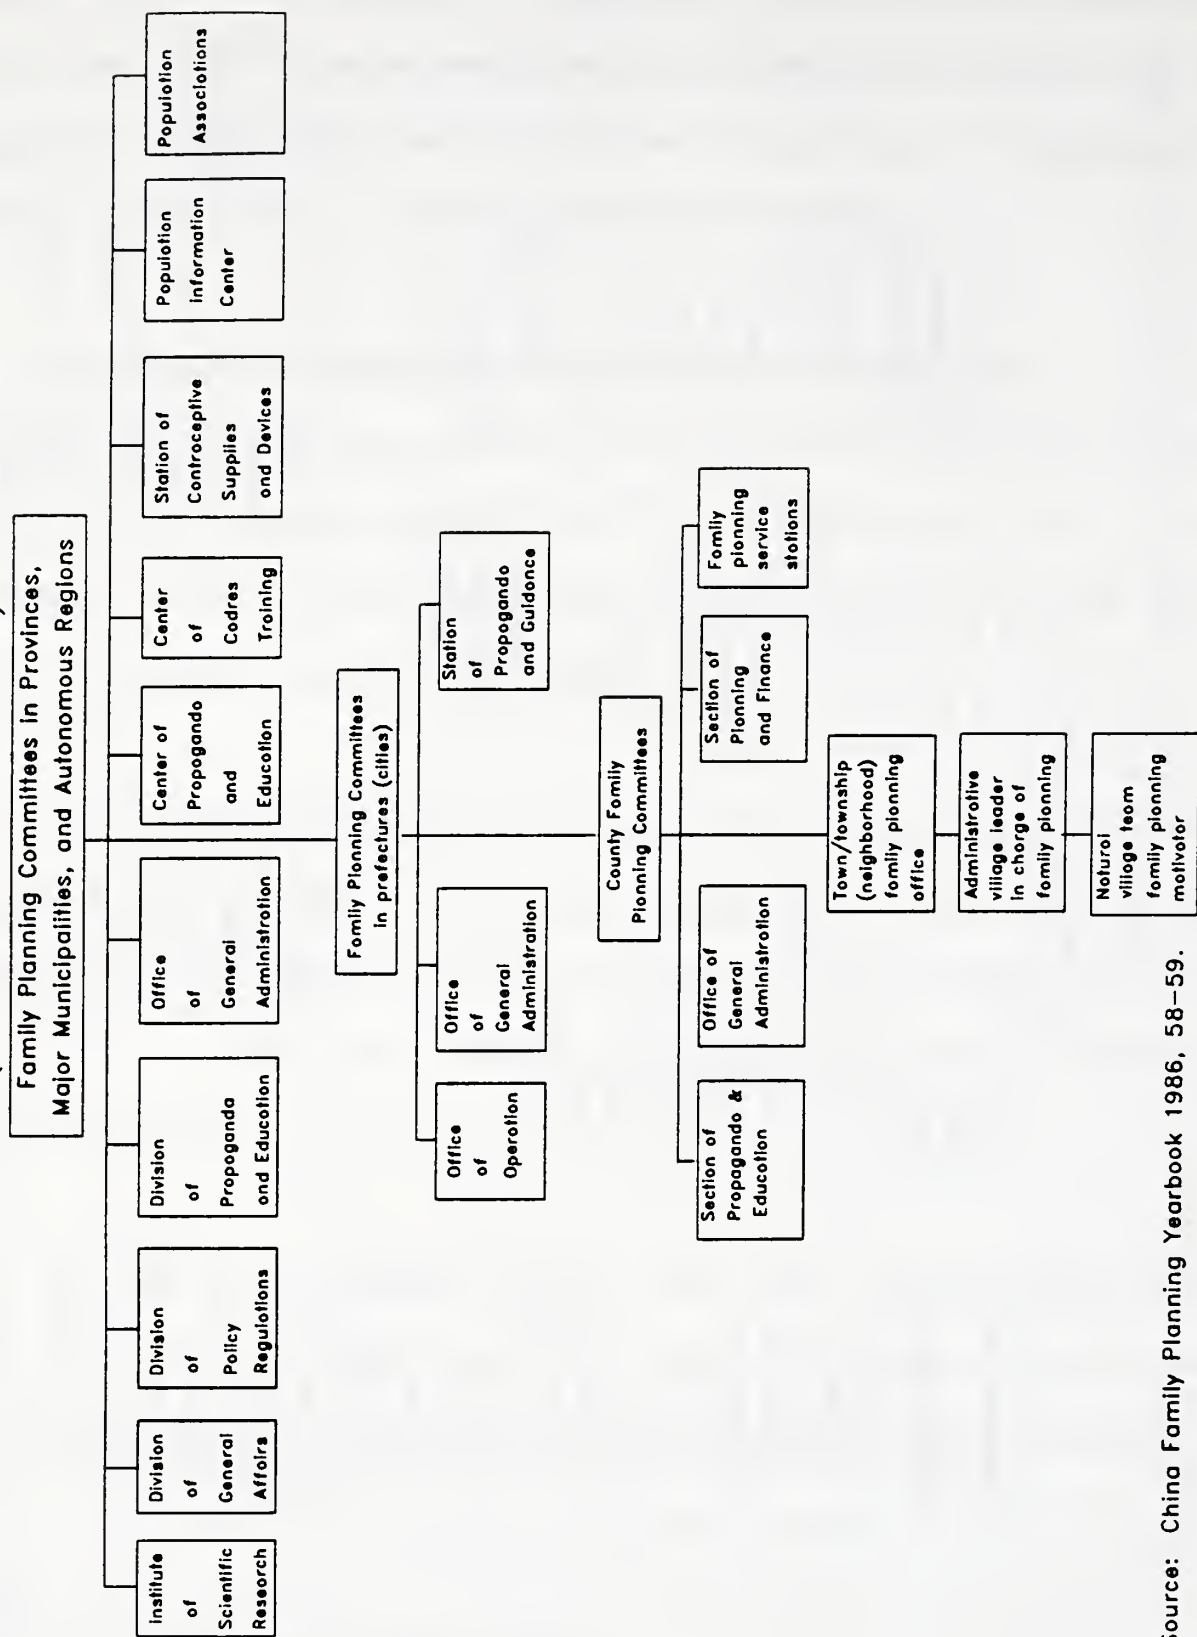 Family Planning Committees in Provinces,
Major Municipalities, and Autonomous Regions
Institute
of
Scientific
Research
Division
of
General
Affairs
Division
of
Policy
Regulations
Division
of
Propaganda
and Education
Office
of
General
Administration
Center of
Propaganda
and
Education
Center
of
Cadres
Training
Station of
Contraceptive
Supplies
and Devices
Population
Information
Center
Population
Associations
Family Planning Committees
in prefectures (cities)
Office
of
Operation
Office
of
General
Administration
Station
of
Propaganda
and Guidance
County Family
Planning Committees
Section of
Propaganda &
Education
Office of
General
Administration
Section of
Planning
and Finance
Family
planning
service
stations
Town/township
(neighborhood)
family planning
office
Administrative
village leader
in charge of
family planning
Natural
village team
family planning
motivator
Source: China Family Planning Yearbook 1986, 58-59.